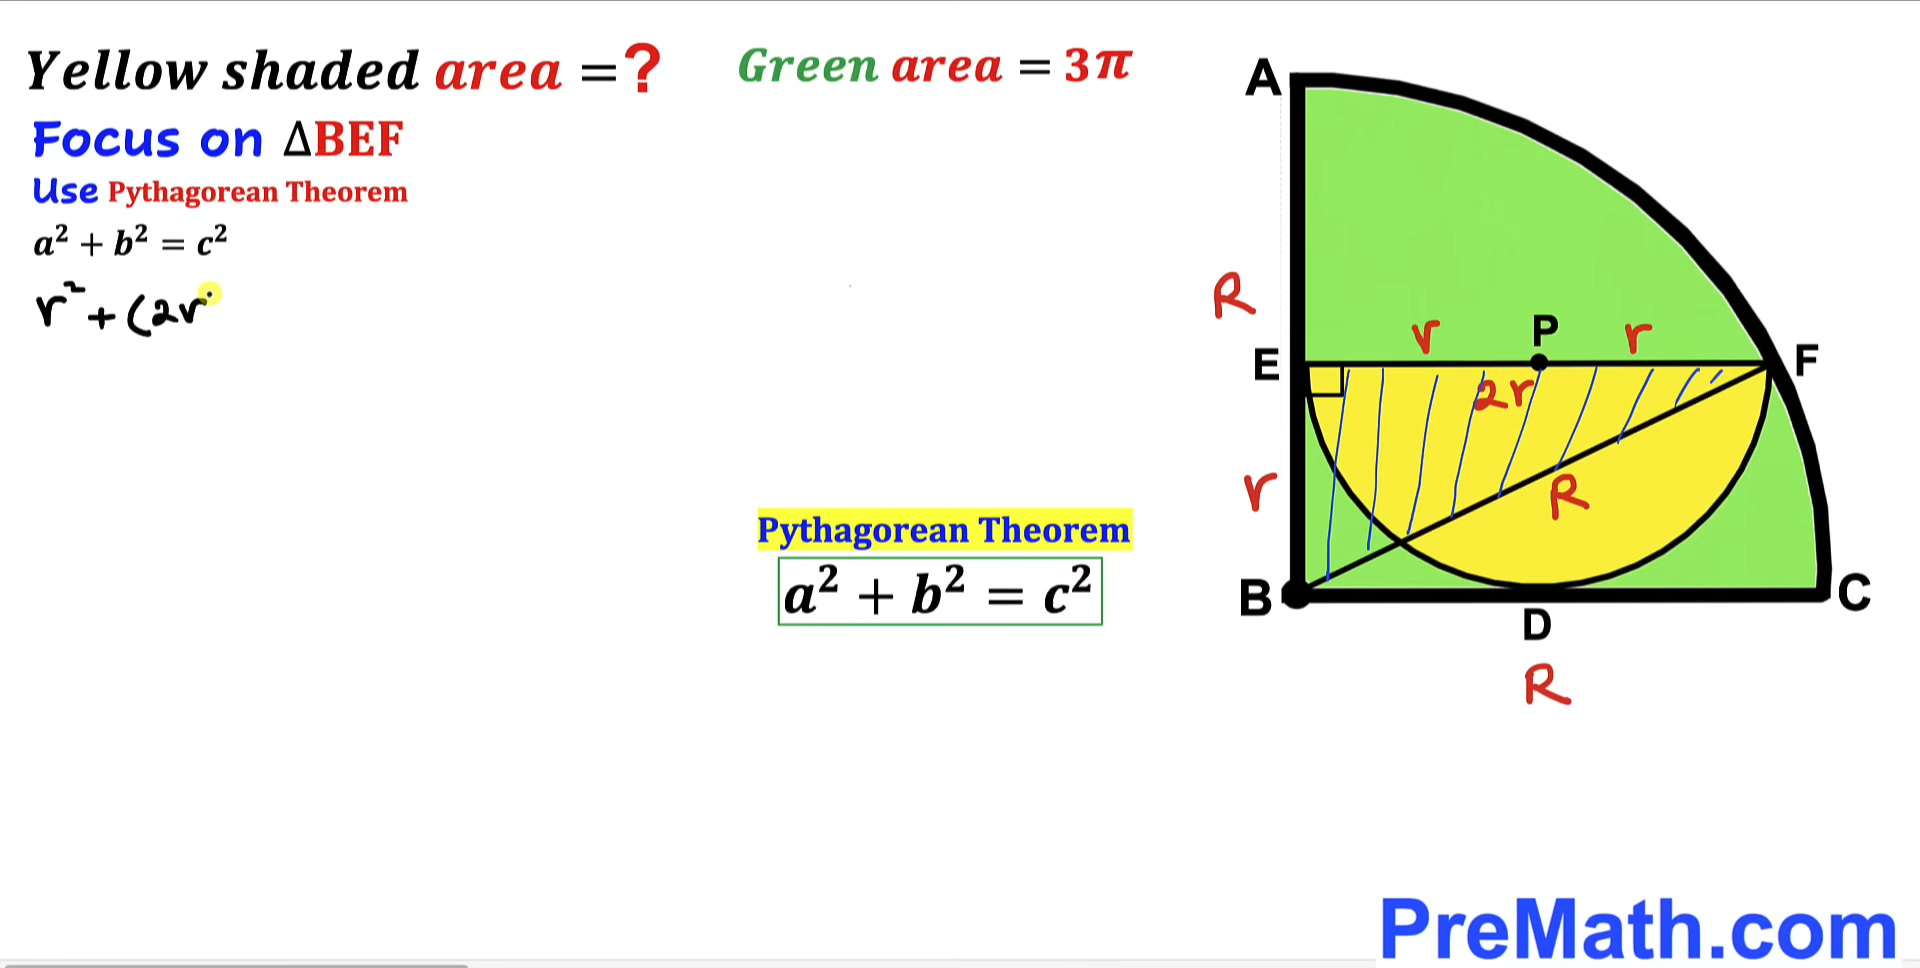 Yellow shaded area =?
Green area = 3π
Focus on ΔBEF
Use Pythagorean Theorem
a² + b² = c²
r² + (2r
Pythagorean Theorem
a² + b² = c²
A
R
r P r
E F
2r
r R
B C
D
R
PreMath.com